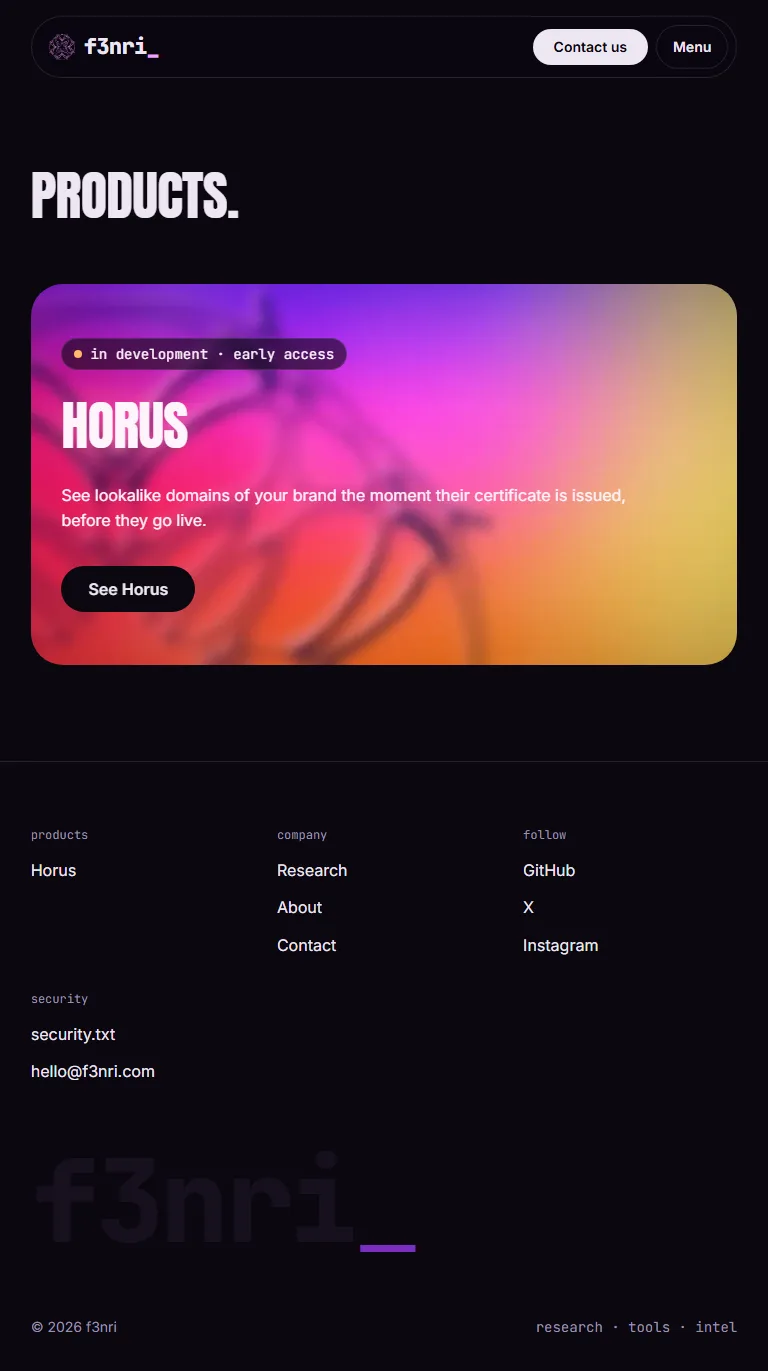 f3nri_
Contact us
Menu
PRODUCTS.
in development · early access
HORUS
See lookalike domains of your brand the moment their certificate is issued,
before they go live.
See Horus
products
Horus
company
Research
About
Contact
follow
GitHub
X
Instagram
security
security.txt
hello@f3nri.com
f3nri_
© 2026 f3nri
research · tools · intel